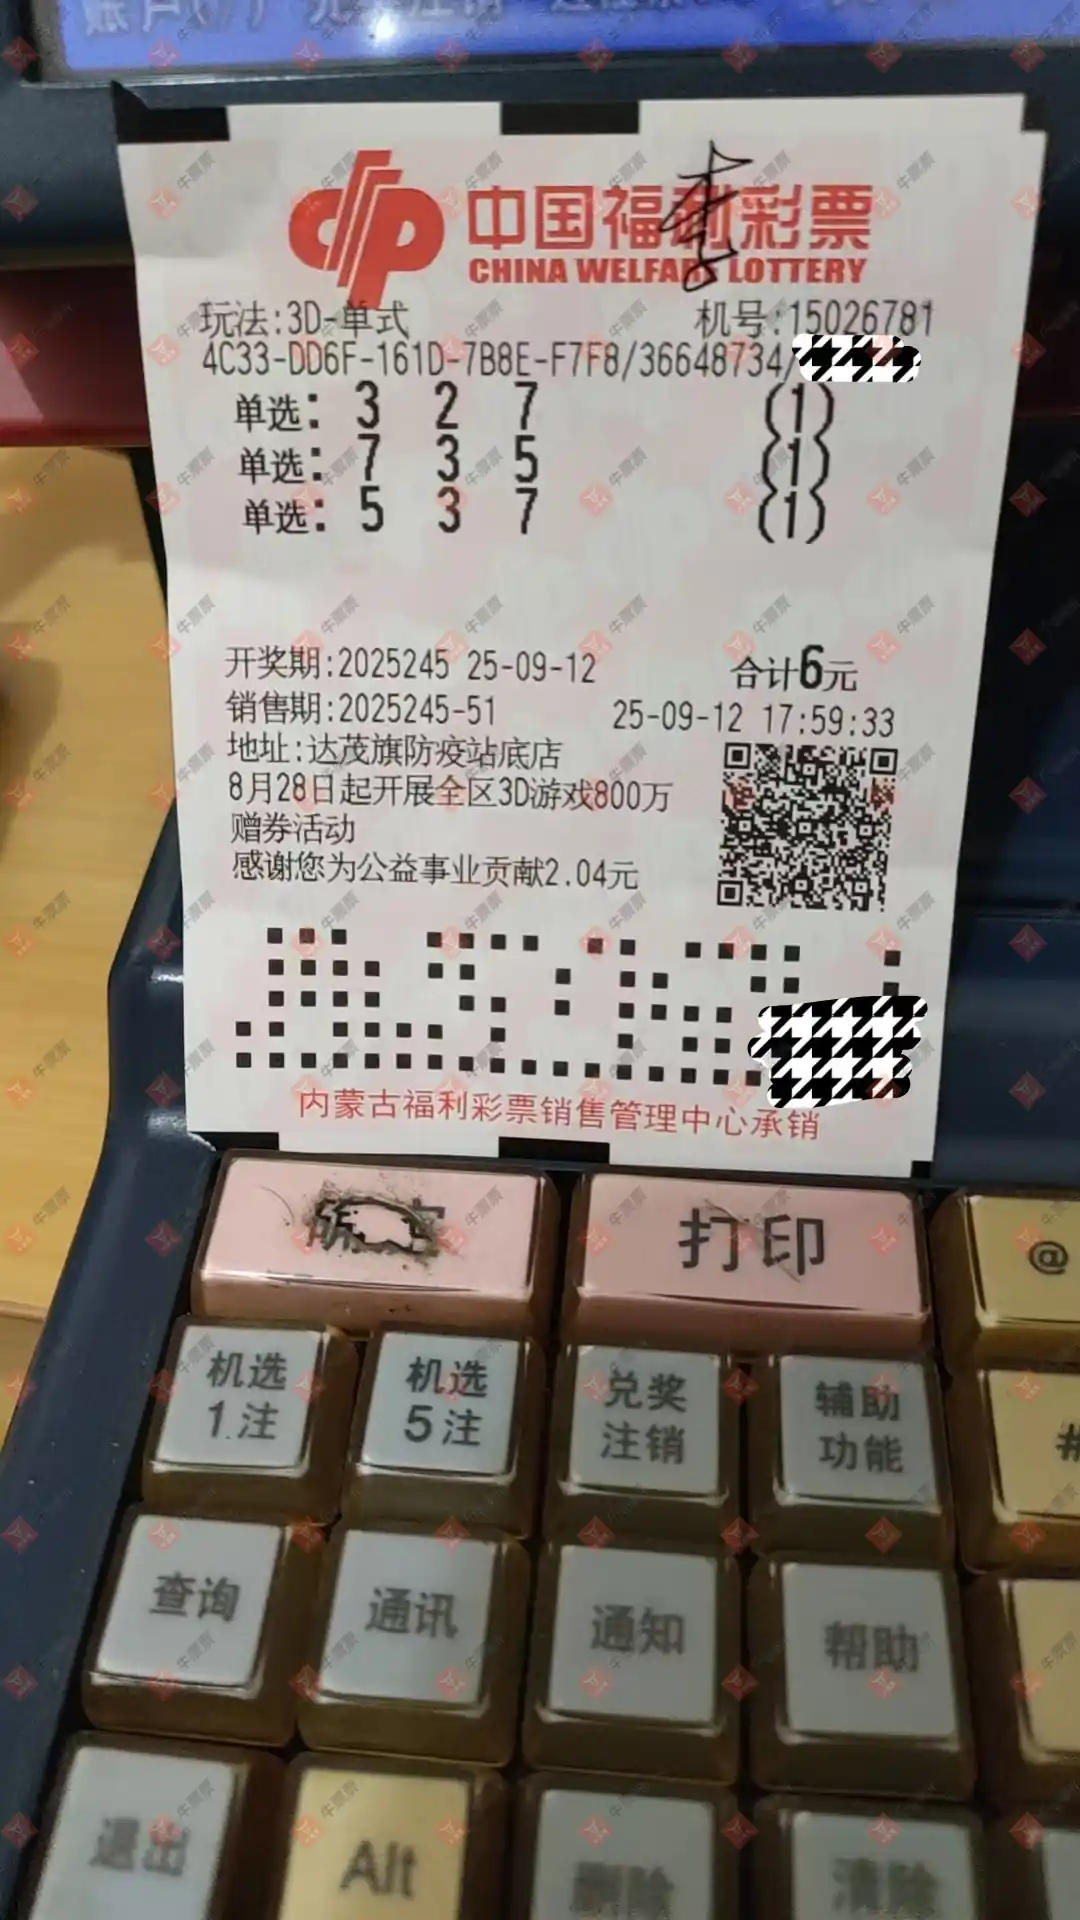 中国福利彩票
CHINA WELFARE LOTTERY
玩法:3D-单式 机号:15026781
4C33-DD6F-161D-7B8E-F7F8/36648734/
单选: 3 2 7 (1)
单选: 7 3 5 (1)
单选: 5 3 7 (1)
开奖期:2025245 25-09-12 合计6元
销售期:2025245-51 25-09-12 17:59:33
地址:达茂旗防疫站底店
8月28日起开展全区3D游戏800万
赠券活动
感谢您为公益事业贡献2.04元
内蒙古福利彩票销售管理中心承销
打印 @
机选1注 机选5注 兑奖注销 辅助功能 #
查询 通讯 通知 帮助
退出 Alt 删除 清除
牛票票